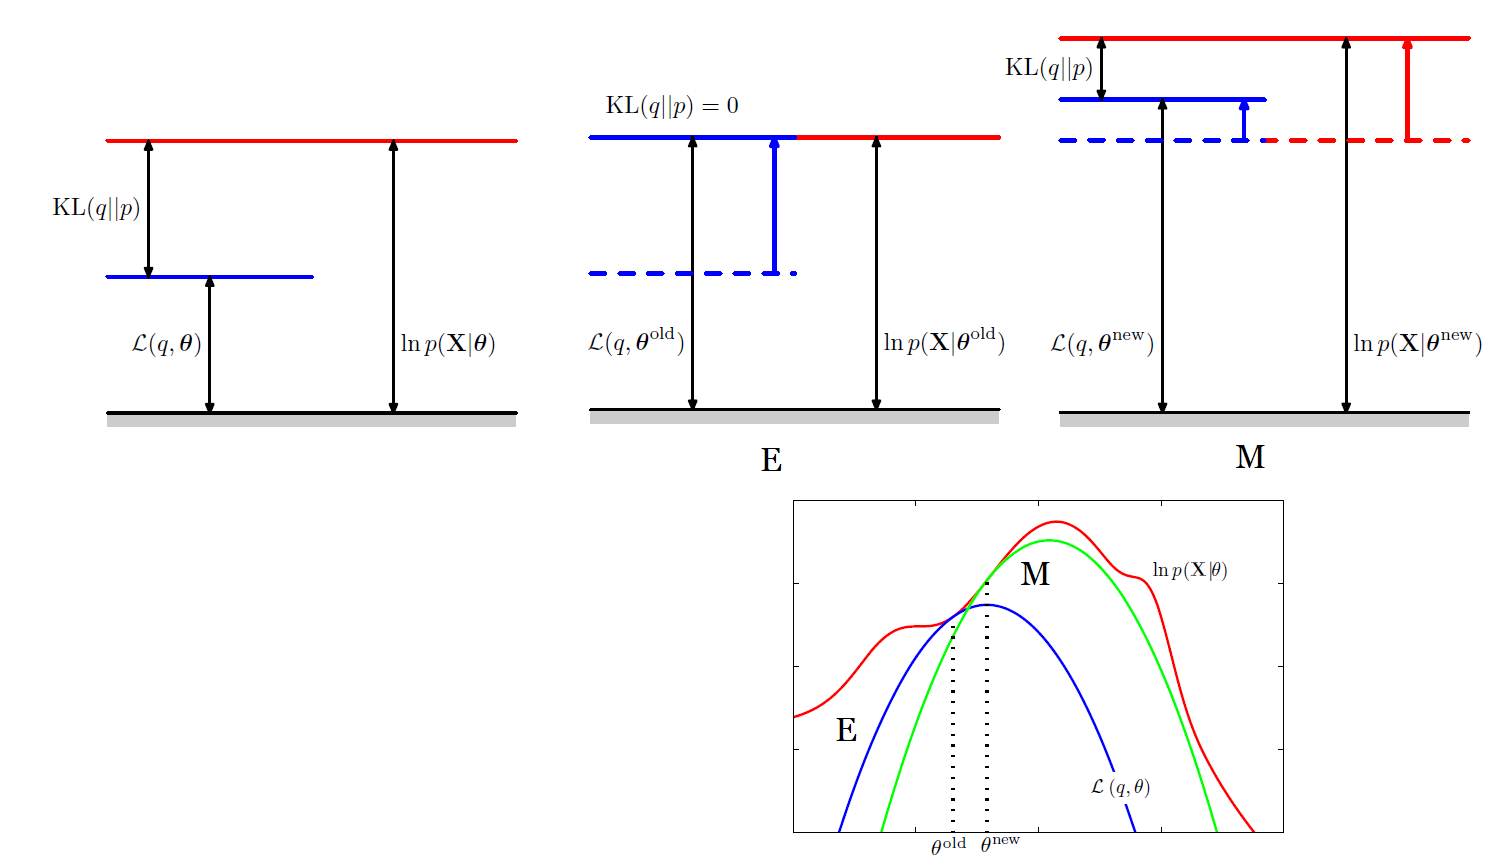 KL(q||p)
ℒ(q, θ)
ln p(X|θ)
KL(q||p) = 0
ℒ(q, θ^old)
ln p(X|θ^old)
E
KL(q||p)
ℒ(q, θ^new)
ln p(X|θ^new)
M
M
ln p(X|θ)
E
ℒ (q, θ)
θ^old
θ^new